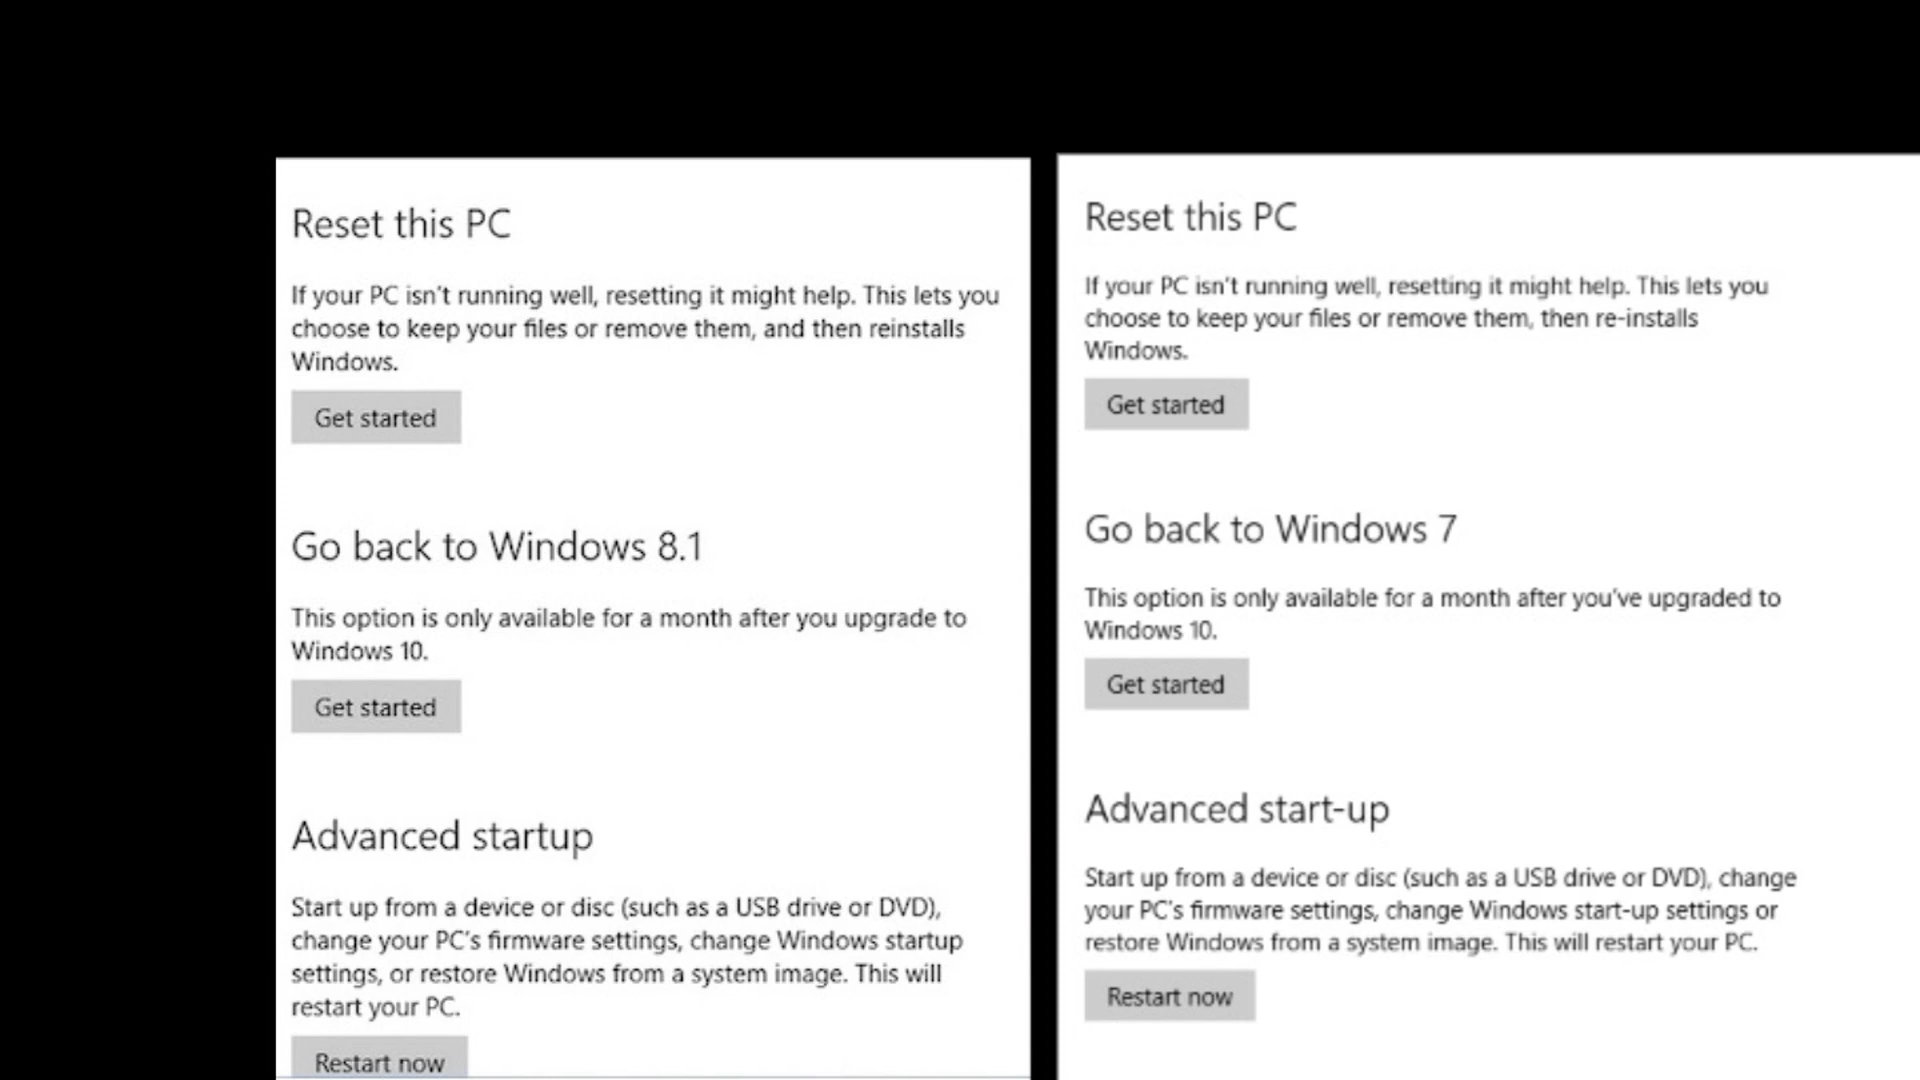 Reset this PC
If your PC isn't running well, resetting it might help. This lets you
choose to keep your files or remove them, and then reinstalls
Windows.
Get started
Go back to Windows 8.1
This option is only available for a month after you upgrade to
Windows 10.
Get started
Advanced startup
Start up from a device or disc (such as a USB drive or DVD),
change your PC's firmware settings, change Windows startup
settings, or restore Windows from a system image. This will
restart your PC.
Restart now
Reset this PC
If your PC isn't running well, resetting it might help. This lets you
choose to keep your files or remove them, then re-installs
Windows.
Get started
Go back to Windows 7
This option is only available for a month after you've upgraded to
Windows 10.
Get started
Advanced start-up
Start up from a device or disc (such as a USB drive or DVD), change
your PC's firmware settings, change Windows start-up settings or
restore Windows from a system image. This will restart your PC.
Restart now